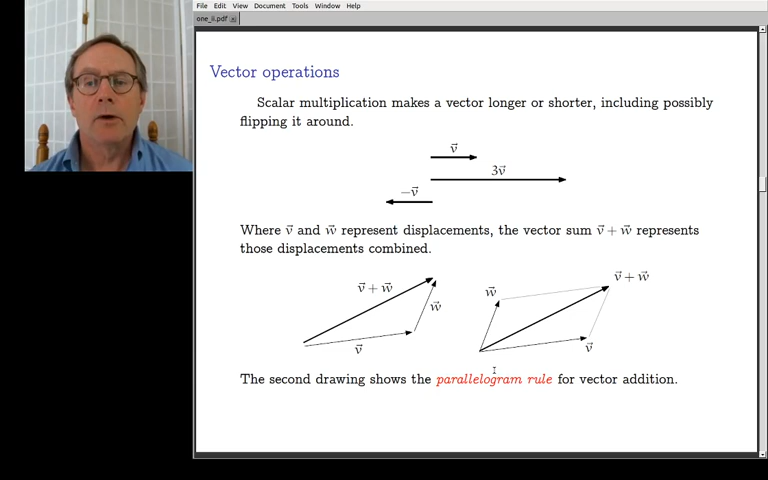 File Edit View Document Tools Window Help
one_ii.pdf
Vector operations
Scalar multiplication makes a vector longer or shorter, including possibly
flipping it around.
v⃗
3v⃗
−v⃗
Where v⃗ and w⃗ represent displacements, the vector sum v⃗ + w⃗ represents
those displacements combined.
v⃗ + w⃗
w⃗
v⃗
v⃗ + w⃗
w⃗
v⃗
The second drawing shows the parallelogram rule for vector addition.